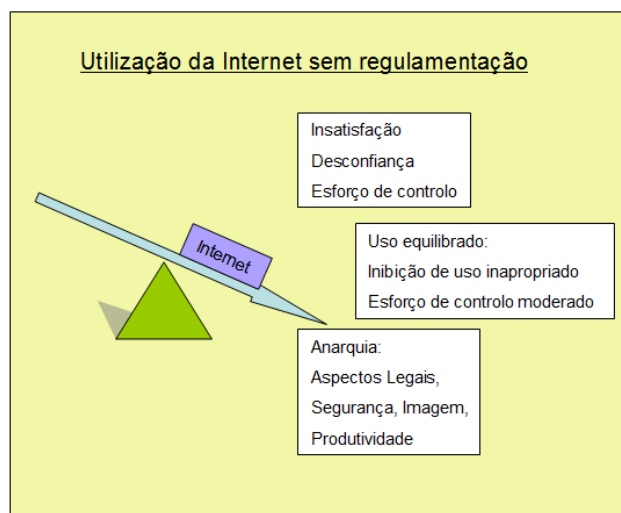 Utilização da Internet sem regulamentação
Insatisfação
Desconfiança
Esforço de controlo
Internet
Uso equilibrado:
Inibição de uso inapropriado
Esforço de controlo moderado
Anarquia:
Aspectos Legais,
Segurança, Imagem,
Produtividade